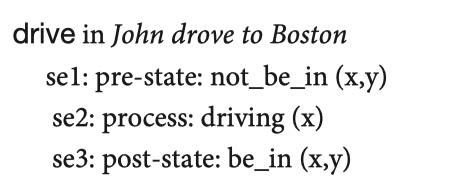 drive in John drove to Boston
se1: pre-state: not_be_in (x,y)
se2: process: driving (x)
se3: post-state: be_in (x,y)